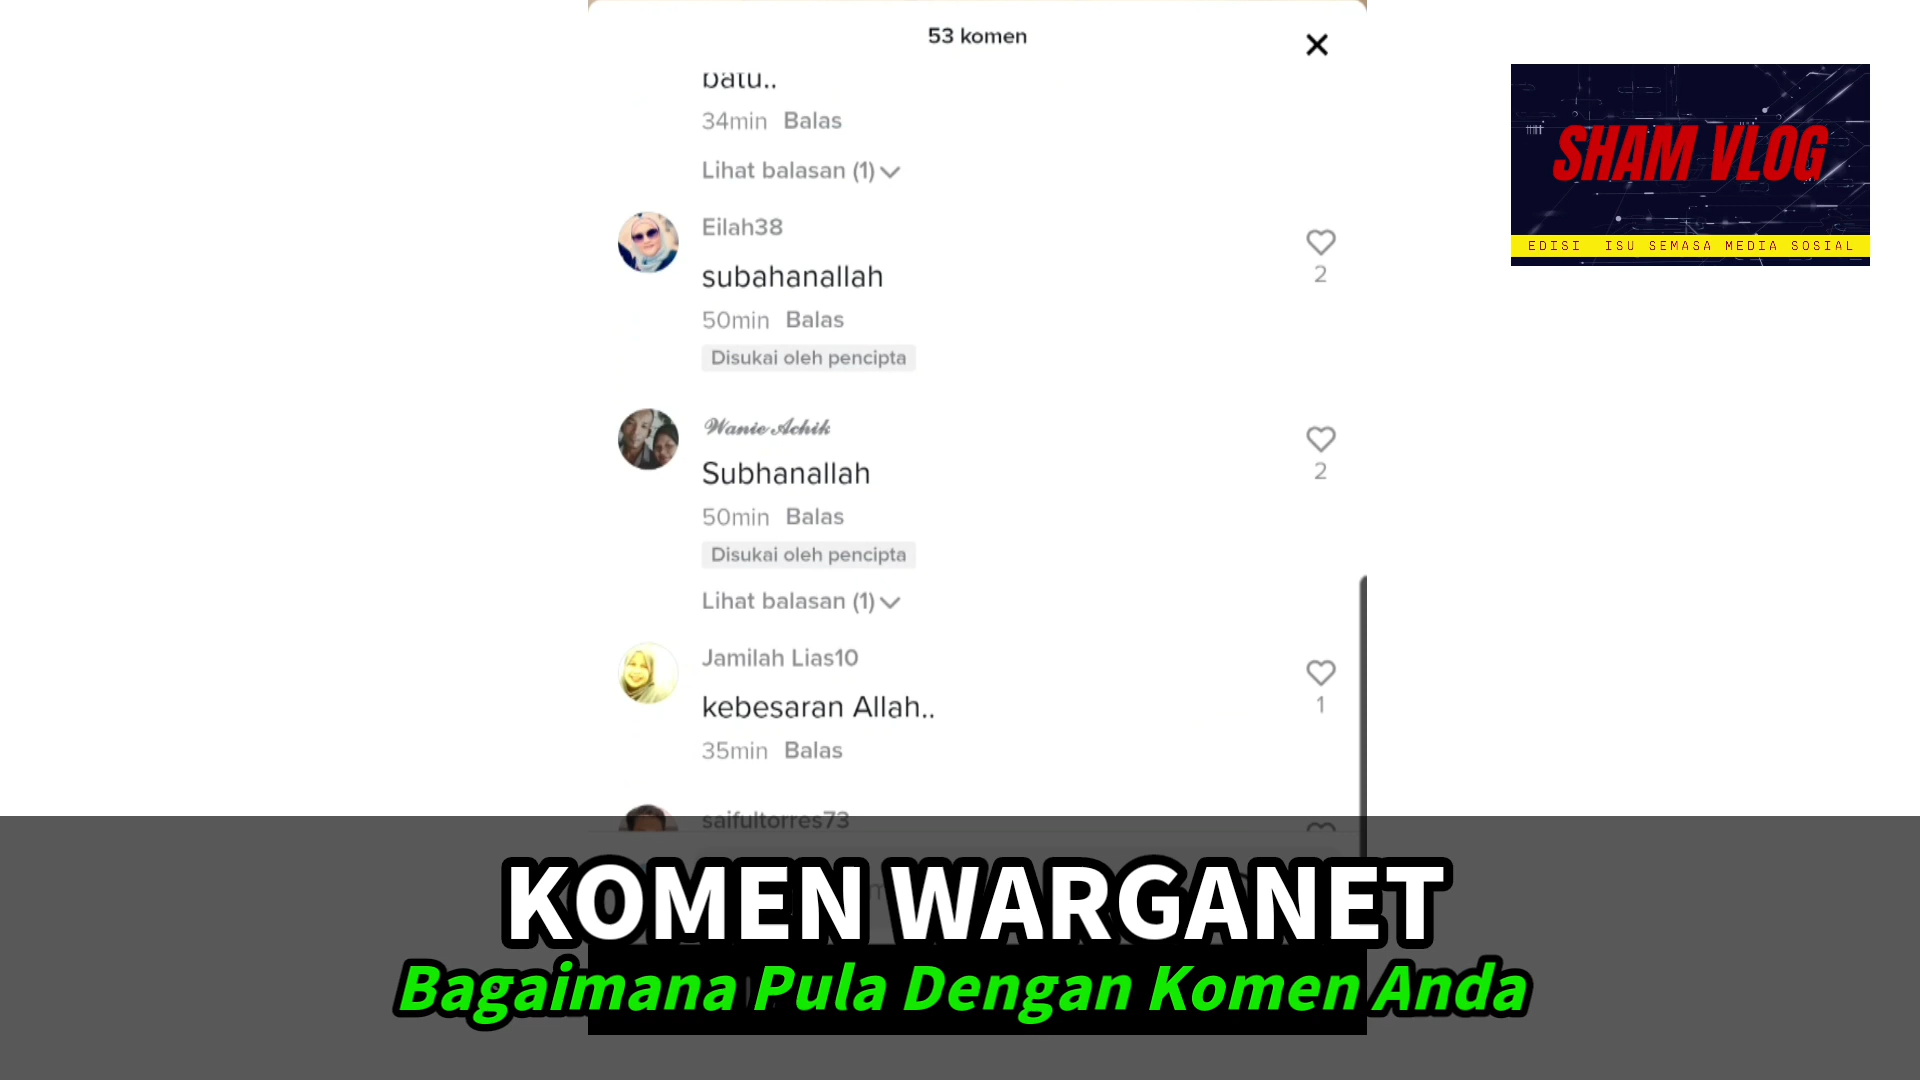 53 komen
batu..
34min Balas
Lihat balasan (1)
Eilah38
2
subahanallah
50min Balas
Disukai oleh pencipta
Wanie Achik
2
Subhanallah
50min Balas
Disukai oleh pencipta
Lihat balasan (1)
Jamilah Lias10
1
kebesaran Allah..
35min Balas
saifultorres73
SHAM VLOG
EDISI ISU SEMASA MEDIA SOSIAL
KOMEN WARGANET
Bagaimana Pula Dengan Komen Anda